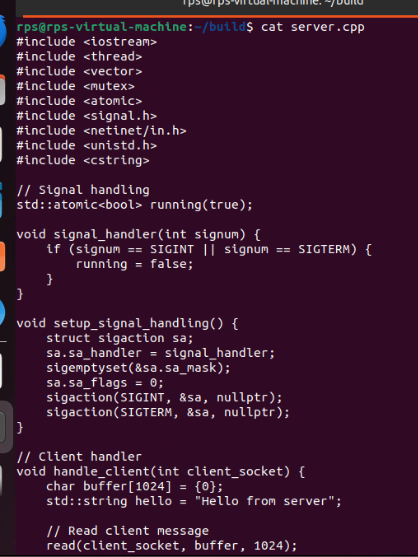 rps@rps-virtual-machine: ~/build
rps@rps-virtual-machine:~/build$ cat server.cpp
#include <iostream>
#include <thread>
#include <vector>
#include <mutex>
#include <atomic>
#include <signal.h>
#include <netinet/in.h>
#include <unistd.h>
#include <cstring>

// Signal handling
std::atomic<bool> running(true);

void signal_handler(int signum) {
    if (signum == SIGINT || signum == SIGTERM) {
        running = false;
    }
}

void setup_signal_handling() {
    struct sigaction sa;
    sa.sa_handler = signal_handler;
    sigemptyset(&sa.sa_mask);
    sa.sa_flags = 0;
    sigaction(SIGINT, &sa, nullptr);
    sigaction(SIGTERM, &sa, nullptr);
}

// Client handler
void handle_client(int client_socket) {
    char buffer[1024] = {0};
    std::string hello = "Hello from server";

    // Read client message
    read(client_socket, buffer, 1024);